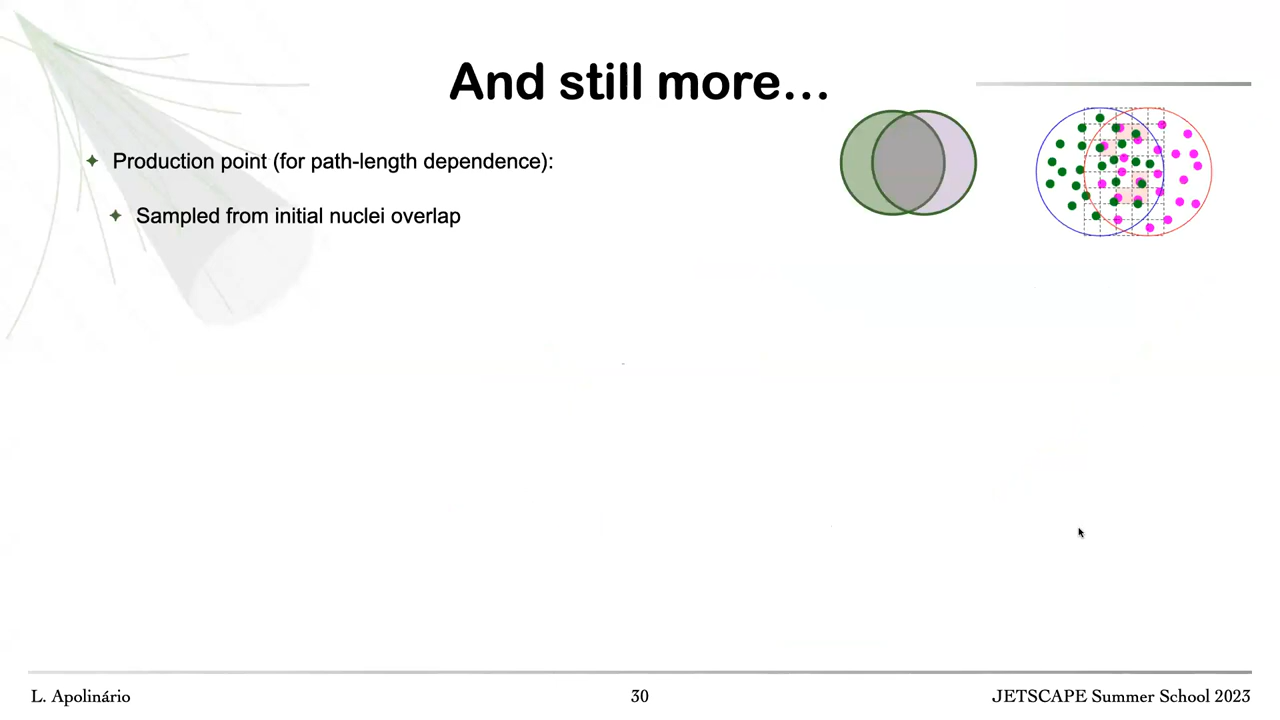 And still more...
Production point (for path-length dependence):
Sampled from initial nuclei overlap
L. Apolinário
30
JETSCAPE Summer School 2023